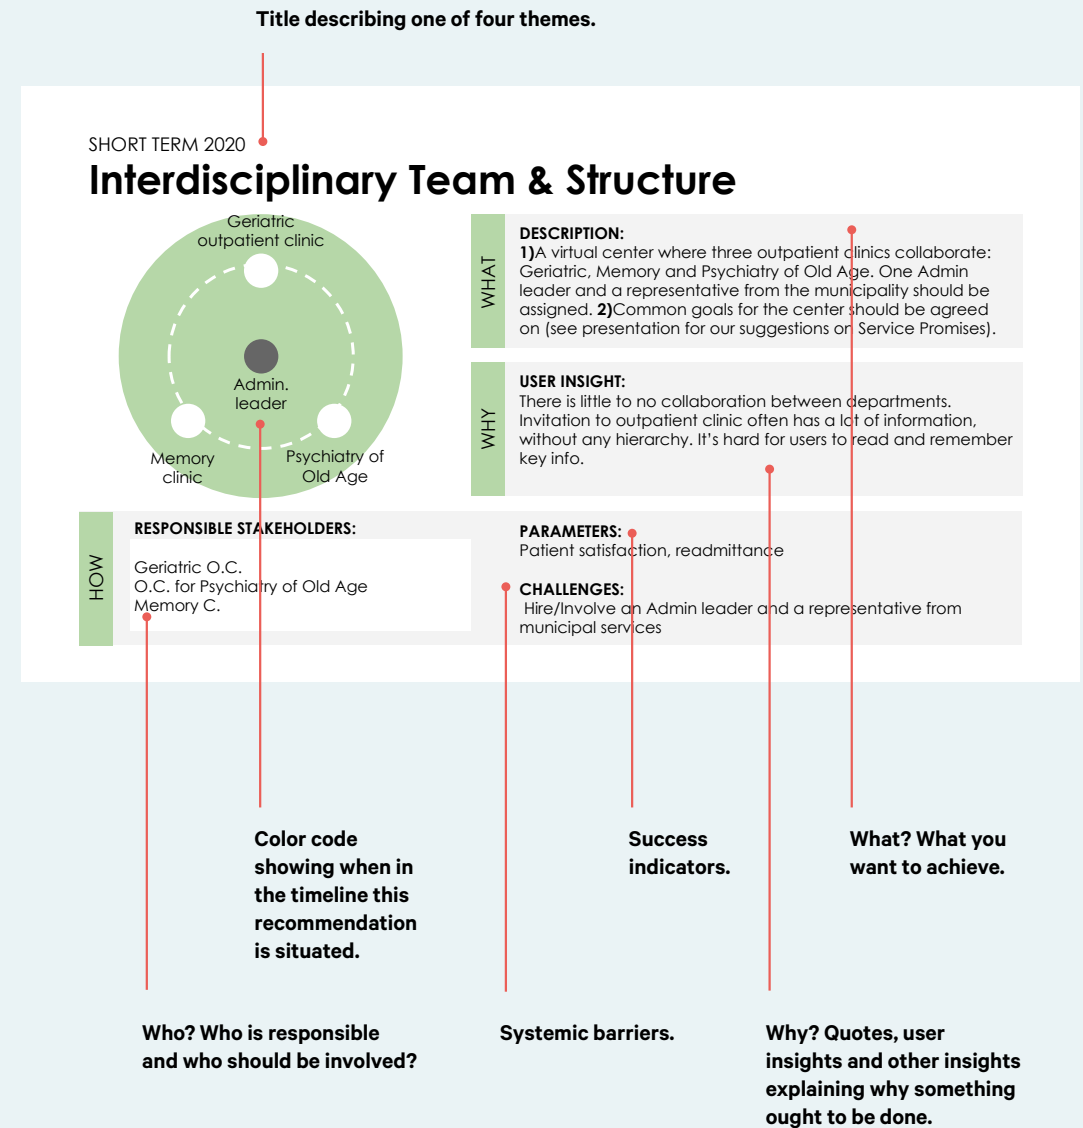 Title describing one of four themes.
SHORT TERM 2020
Interdisciplinary Team & Structure
Geriatric
outpatient clinic
Admin.
leader
Memory
clinic
Psychiatry of
Old Age
WHAT
DESCRIPTION:
1)A virtual center where three outpatient clinics collaborate:
Geriatric, Memory and Psychiatry of Old Age. One Admin
leader and a representative from the municipality should be
assigned. 2)Common goals for the center should be agreed
on (see presentation for our suggestions on Service Promises).
WHY
USER INSIGHT:
There is little to no collaboration between departments.
Invitation to outpatient clinic often has a lot of information,
without any hierarchy. It's hard for users to read and remember
key info.
HOW
RESPONSIBLE STAKEHOLDERS:
Geriatric O.C.
O.C. for Psychiatry of Old Age
Memory C.
PARAMETERS:
Patient satisfaction, readmittance
CHALLENGES:
Hire/Involve an Admin leader and a representative from
municipal services
Color code
showing when in
the timeline this
recommendation
is situated.
Success
indicators.
What? What you
want to achieve.
Who? Who is responsible
and who should be involved?
Systemic barriers.
Why? Quotes, user
insights and other insights
explaining why something
ought to be done.